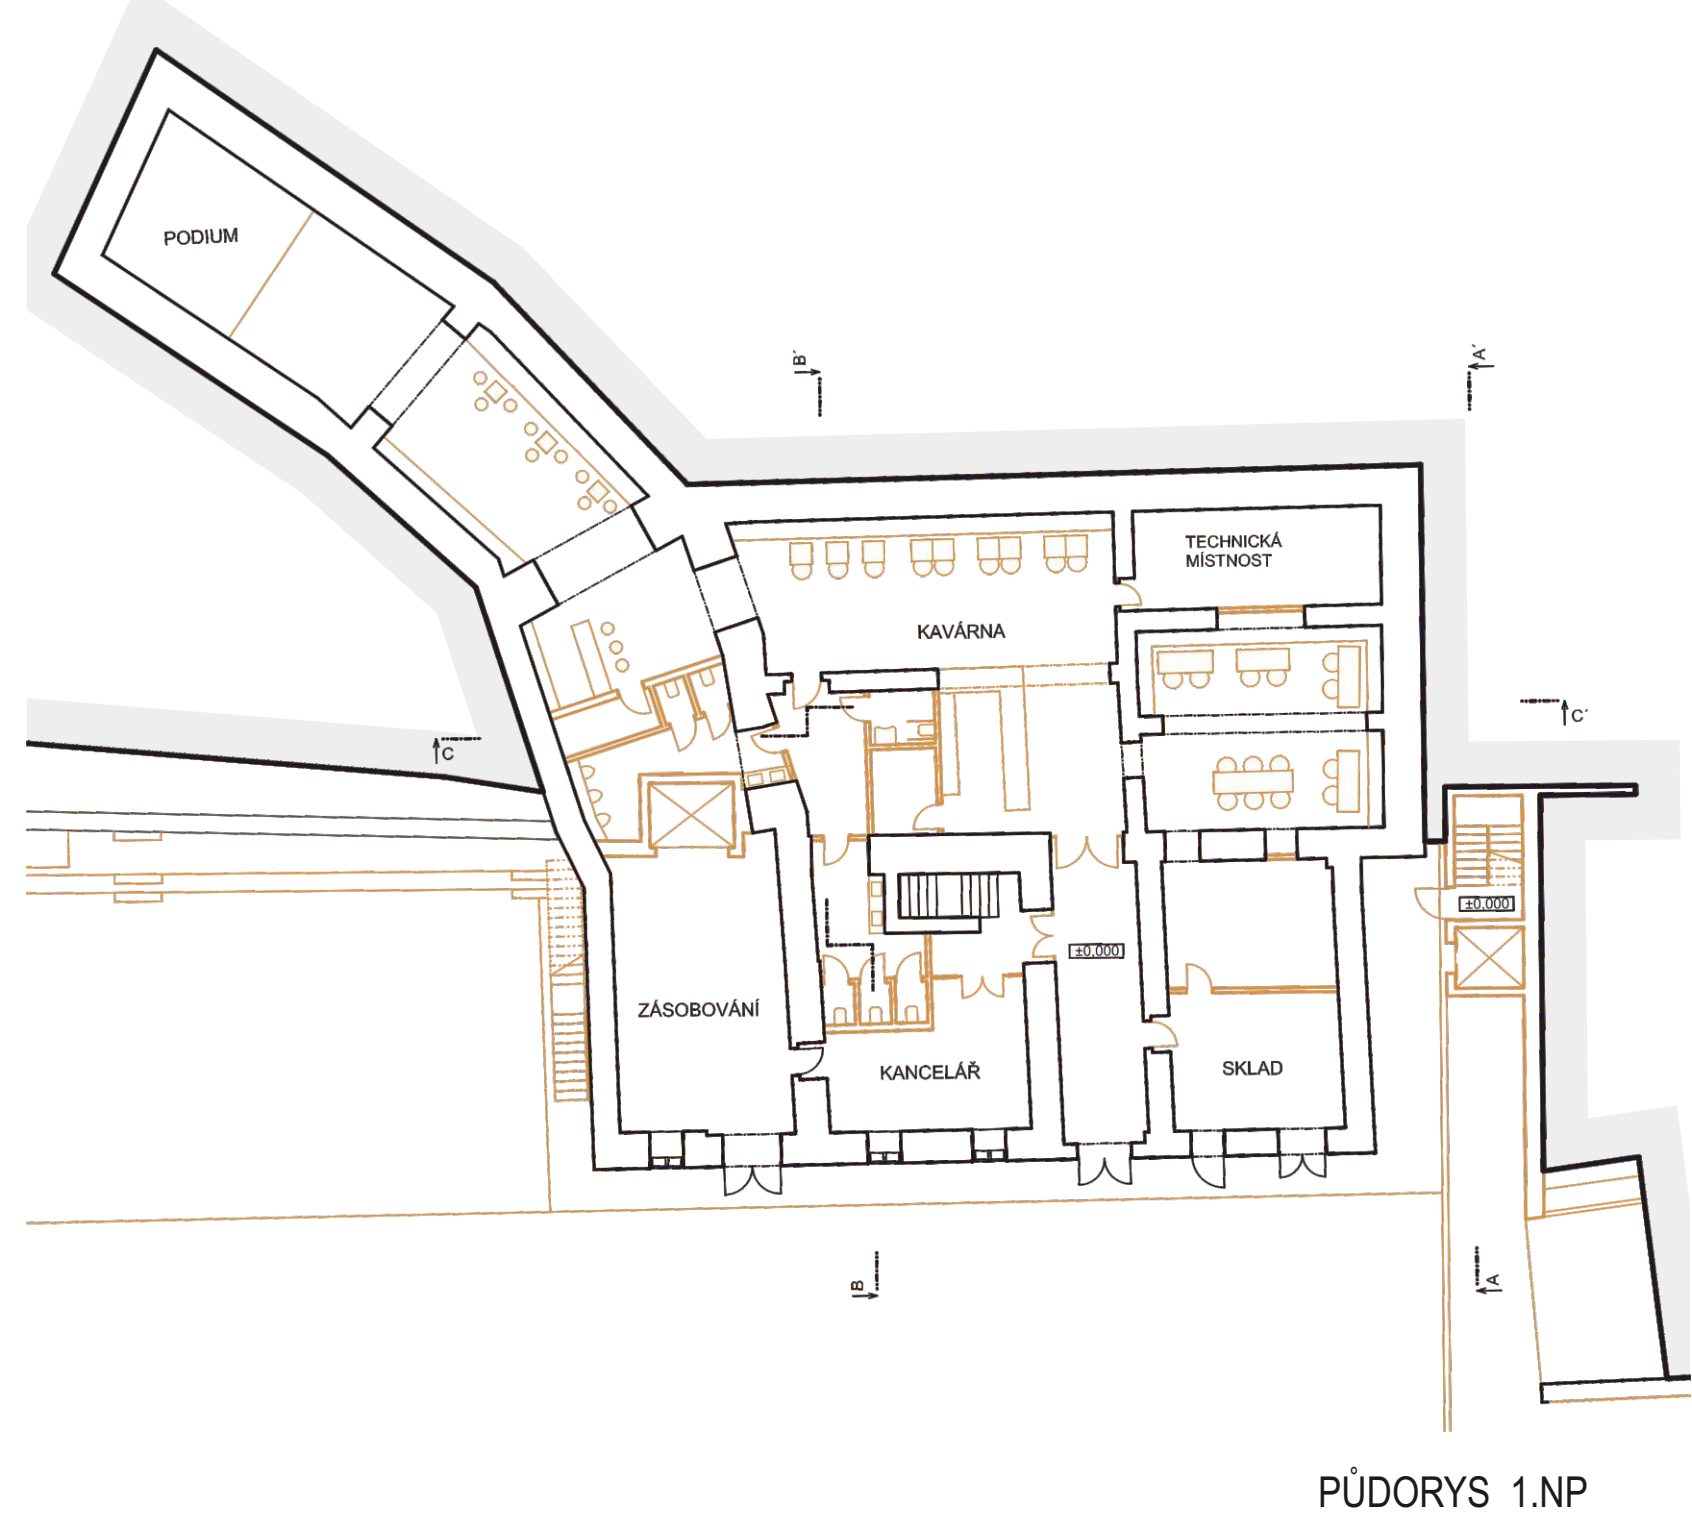 PODIUM
B´
A´
TECHNICKÁ
MÍSTNOST
KAVÁRNA
C´
C
±0,000
±0,000
ZÁSOBOVÁNÍ
KANCELÁŘ
SKLAD
B
A
PŮDORYS 1.NP